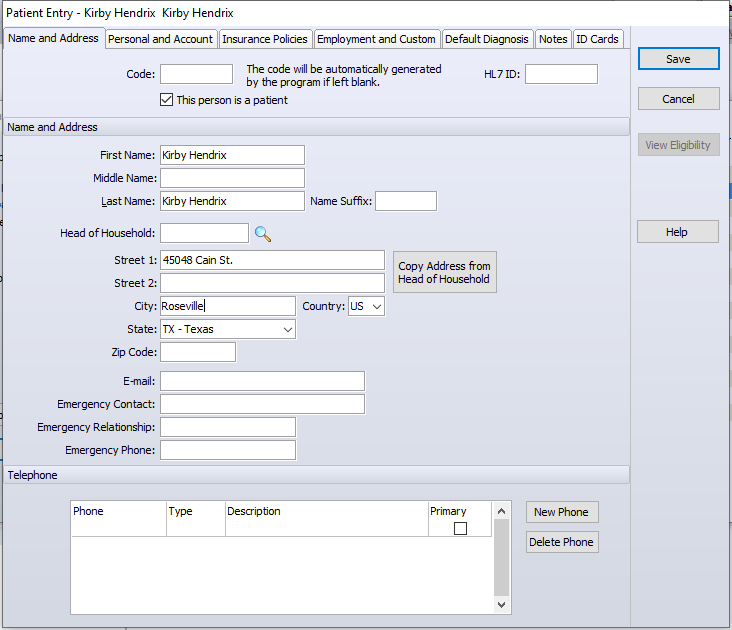 Patient Entry - Kirby Hendrix  Kirby Hendrix
Name and Address Personal and Account Insurance Policies Employment and Custom Default Diagnosis Notes ID Cards
Save
Code: The code will be automatically generated HL7 ID:
by the program if left blank.
This person is a patient
Cancel
Name and Address
View Eligibility
First Name: Kirby Hendrix
Middle Name:
Last Name: Kirby Hendrix Name Suffix:
Head of Household:
Help
Street 1: 45048 Cain St.
Copy Address from
Head of Household
Street 2:
City: Roseville Country: US
State: TX - Texas
Zip Code:
E-mail:
Emergency Contact:
Emergency Relationship:
Emergency Phone:
Telephone
Phone Type Description Primary
New Phone
Delete Phone